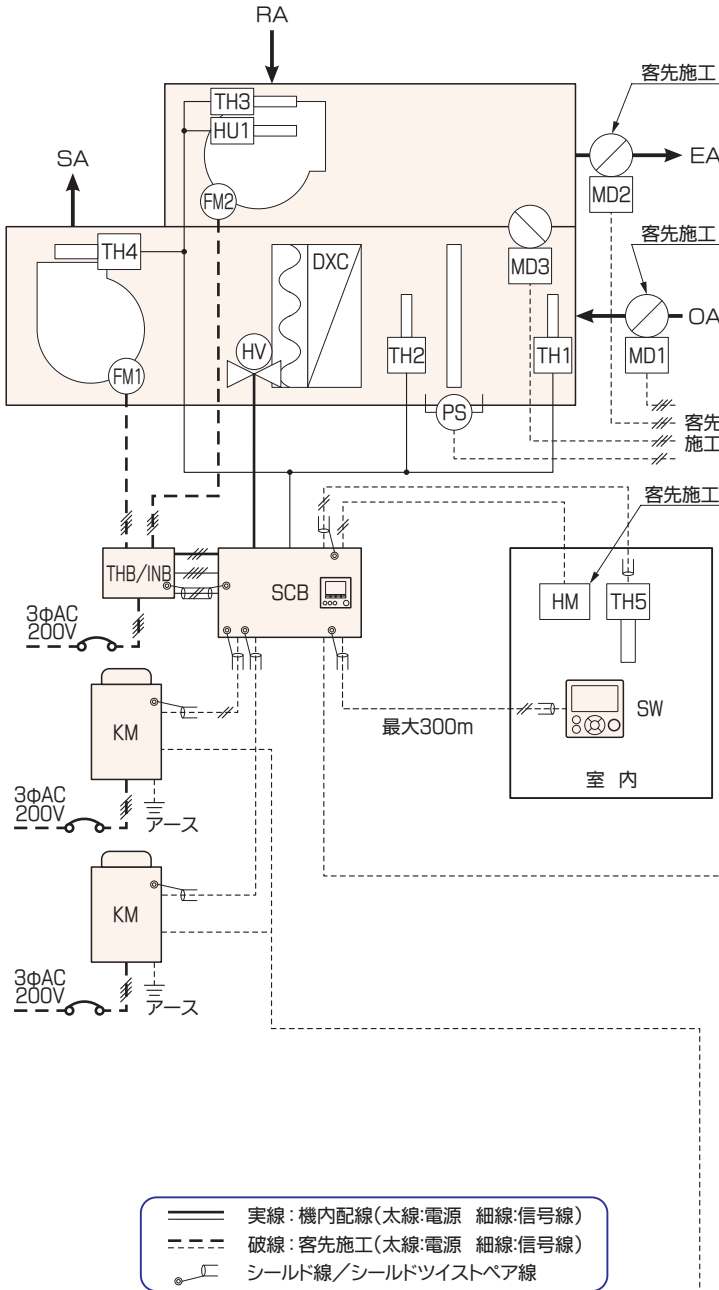 RA
客先施工
TH3
HU1
SA
EA
FM2
MD2
客先施工
TH4
DXC
MD3
OA
HV
TH2
TH1
MD1
FM1
PS
客先
施工
客先施工
THB/INB
SCB
HM
TH5
3φAC
200V
SW
KM
最大300m
室 内
3φAC
200V
アース
KM
3φAC
200V
アース
実線:機内配線(太線:電源 細線:信号線)
破線:客先施工(太線:電源 細線:信号線)
シールド線/シールドツイストペア線